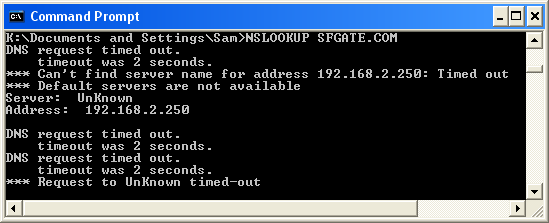 Command Prompt
K:\Documents and Settings\Sam>NSLOOKUP SFGATE.COM
DNS request timed out.
    timeout was 2 seconds.
*** Can't find server name for address 192.168.2.250: Timed out
*** Default servers are not available
Server:  UnKnown
Address:  192.168.2.250

DNS request timed out.
    timeout was 2 seconds.
DNS request timed out.
    timeout was 2 seconds.
*** Request to UnKnown timed-out